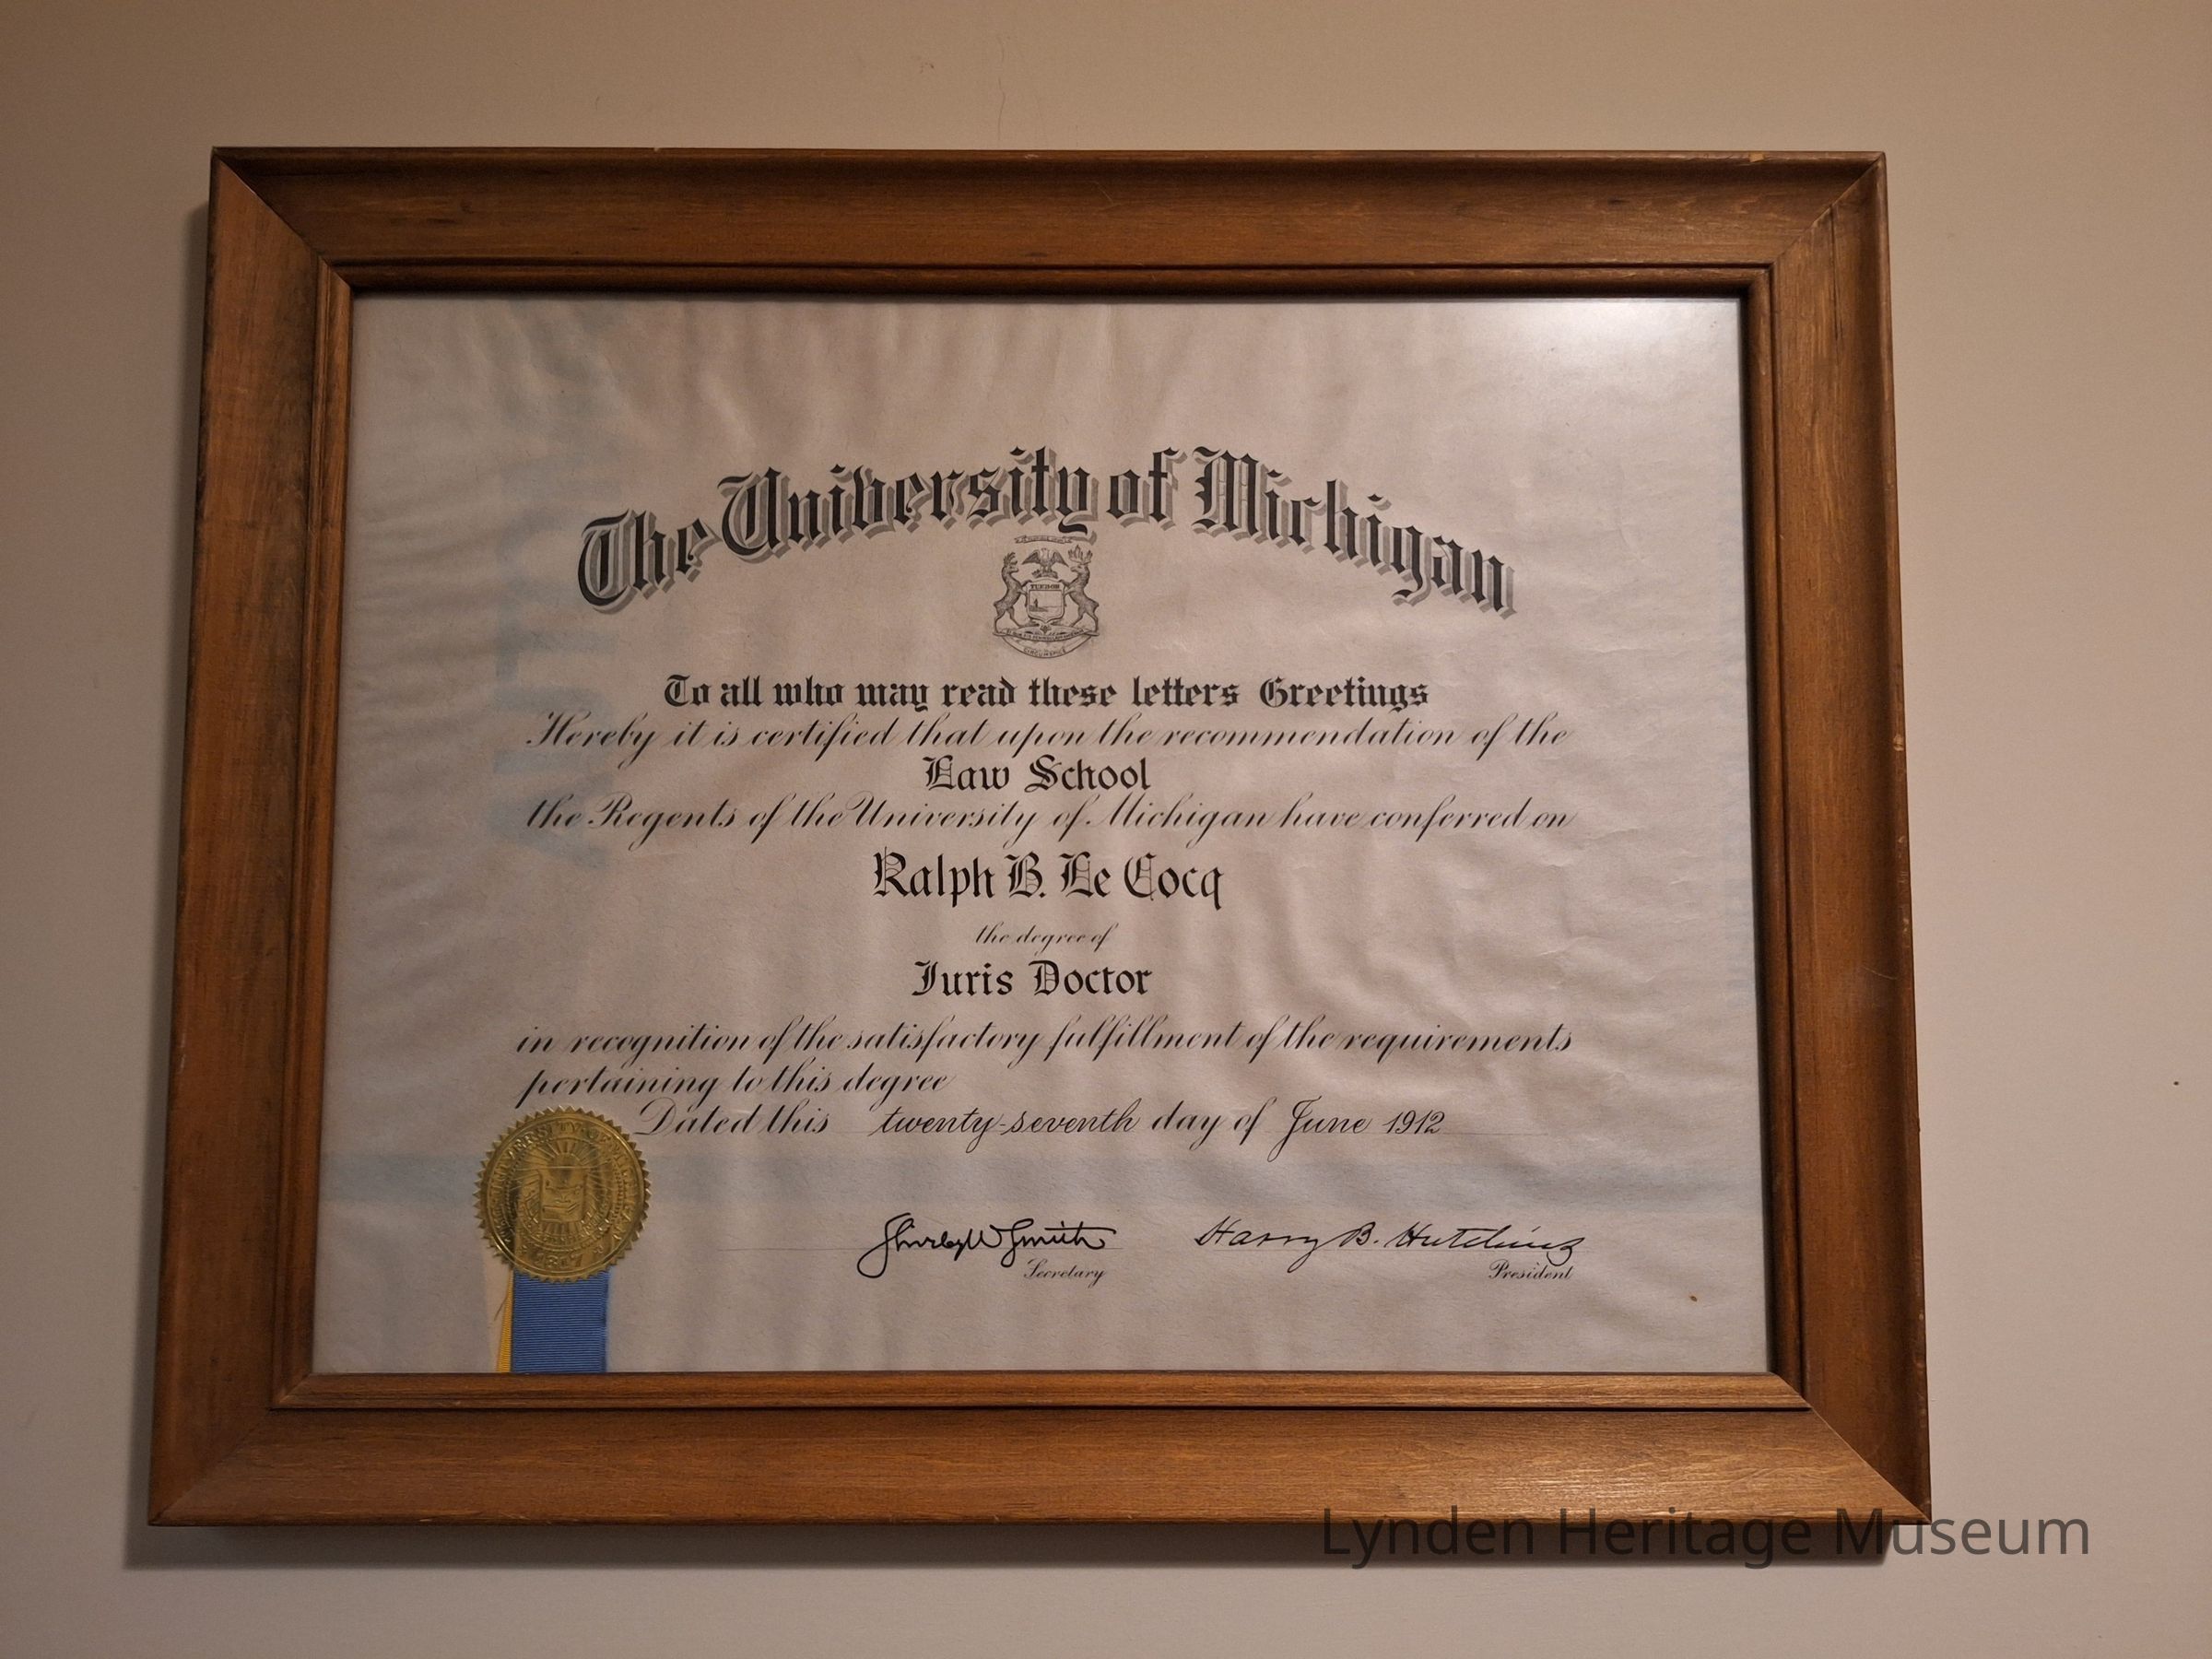 The University of Michigan
TUEBOR
CIRCUMSPICE
To all who may read these letters Greetings
Hereby it is certified that upon the recommendation of the
Law School
the Regents of the University of Michigan have conferred on
Ralph B. Le Cocq
the degree of
Juris Doctor
in recognition of the satisfactory fulfillment of the requirements
pertaining to this degree
Dated this twenty-seventh day of June 1912
Shirley W Smith
Secretary
Harry B. Hutchins
President
Lynden Heritage Museum